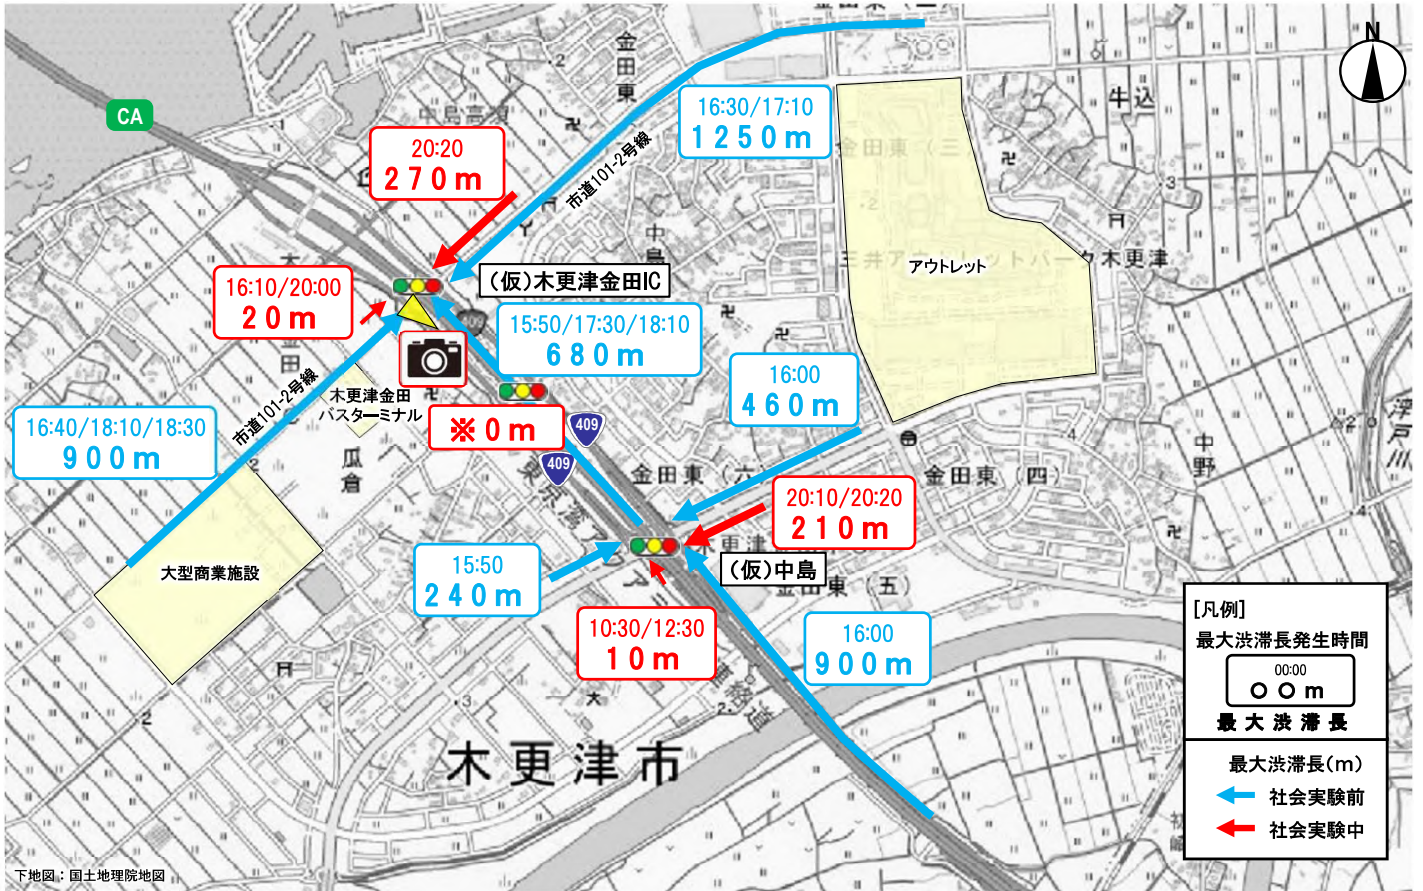 CA
N
金田東
中島高須
牛込
16:30/17:10
1250m
20:20
270m
市道101-2号線
中島
(仮)木更津金田IC
三井アウトレットパーク木更津
アウトレット
16:10/20:00
20m
15:50/17:30/18:10
680m
16:00
460m
木更津金田
バスターミナル
市道101-2号線
16:40/18:10/18:30
900m
※0m
409
409
瓜倉
金田東(六)
金田東(四)
中野
浮戸川
20:10/20:20
210m
大型商業施設
15:50
240m
(仮)中島
金田東(五)
10:30/12:30
10m
16:00
900m
木更津市
[凡例]
最大渋滞長発生時間
00:00
○○m
最大渋滞長
最大渋滞長(m)
社会実験前
社会実験中
下地図:国土地理院地図